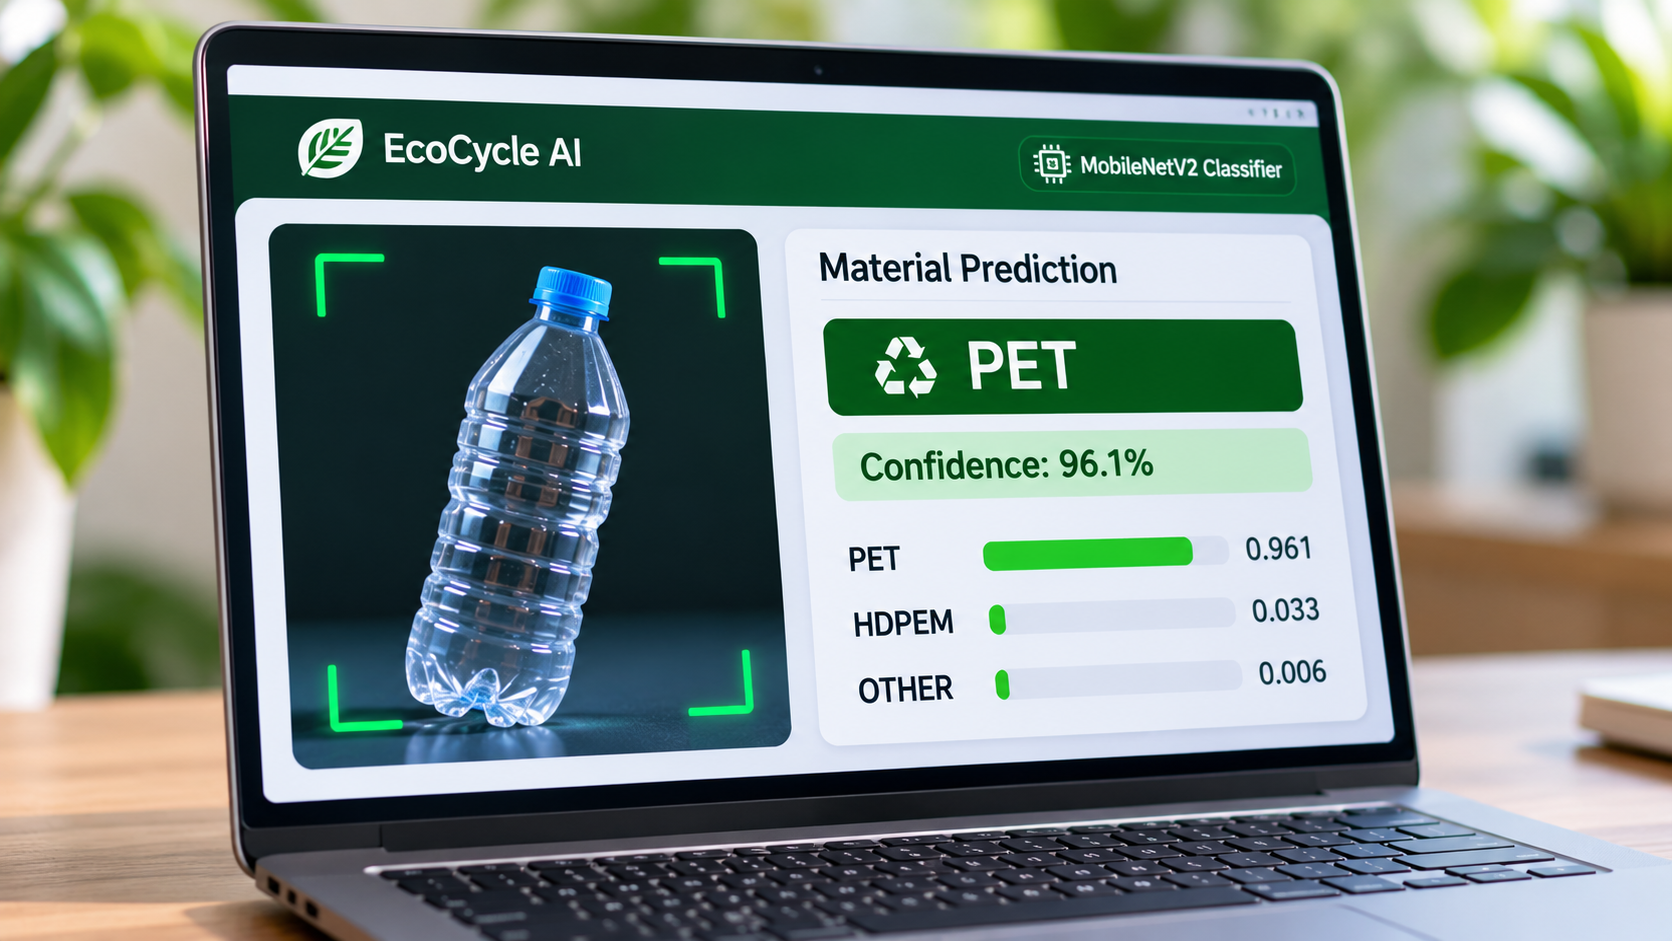 EcoCycle AI
MobileNetV2 Classifier
Material Prediction
PET
Confidence: 96.1%
PET 0.961
HDPEM 0.033
OTHER 0.006